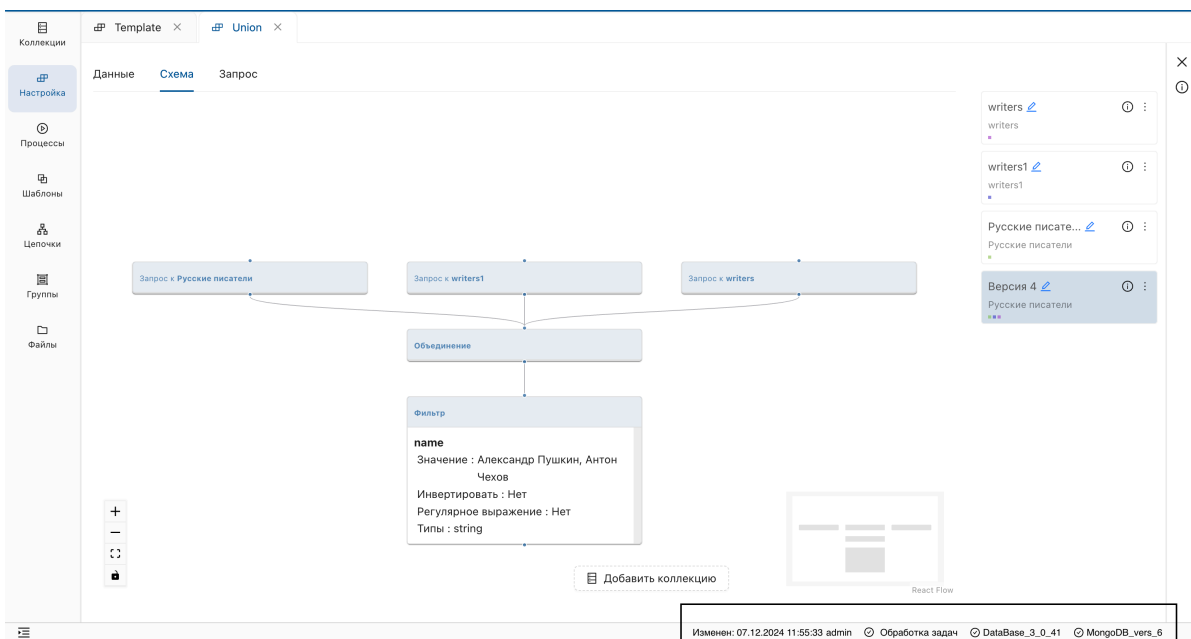 Template
Union
Коллекции
Настройка
Процессы
Шаблоны
Цепочки
Группы
Файлы
Данные Схема Запрос
Запрос к Русские писатели
Запрос к writers1
Запрос к writers
Объединение
Фильтр
name
Значение : Александр Пушкин, Антон
Чехов
Инвертировать : Нет
Регулярное выражение : Нет
Типы : string
Добавить коллекцию
React Flow
writers
writers
writers1
writers1
Русские писате...
Русские писатели
Версия 4
Русские писатели
Изменен: 07.12.2024 11:55:33 admin Обработка задач DataBase_3_0_41 MongoDB_vers_6